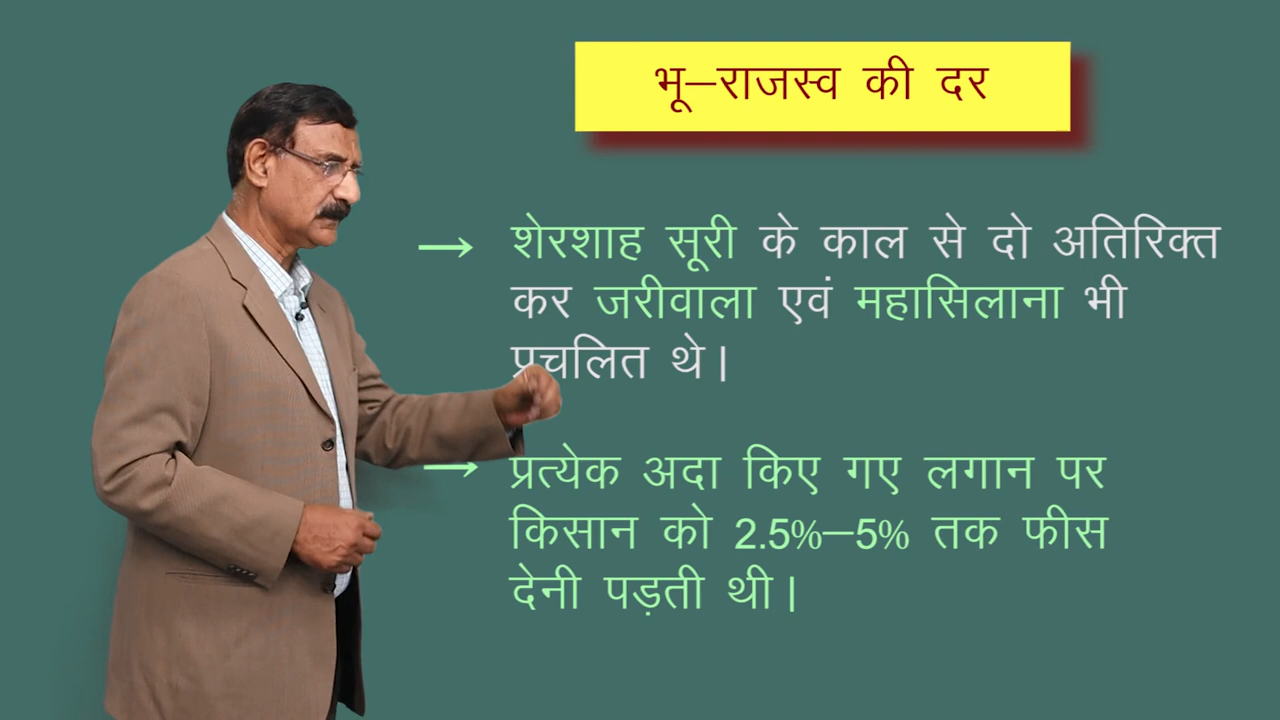 भू–राजस्व की दर
→ शेरशाह सूरी के काल से दो अतिरिक्त
कर जरीवाला एवं महासिलाना भी
प्रचलित थे।
→ प्रत्येक अदा किए गए लगान पर
किसान को 2.5%–5% तक फीस
देनी पड़ती थी।